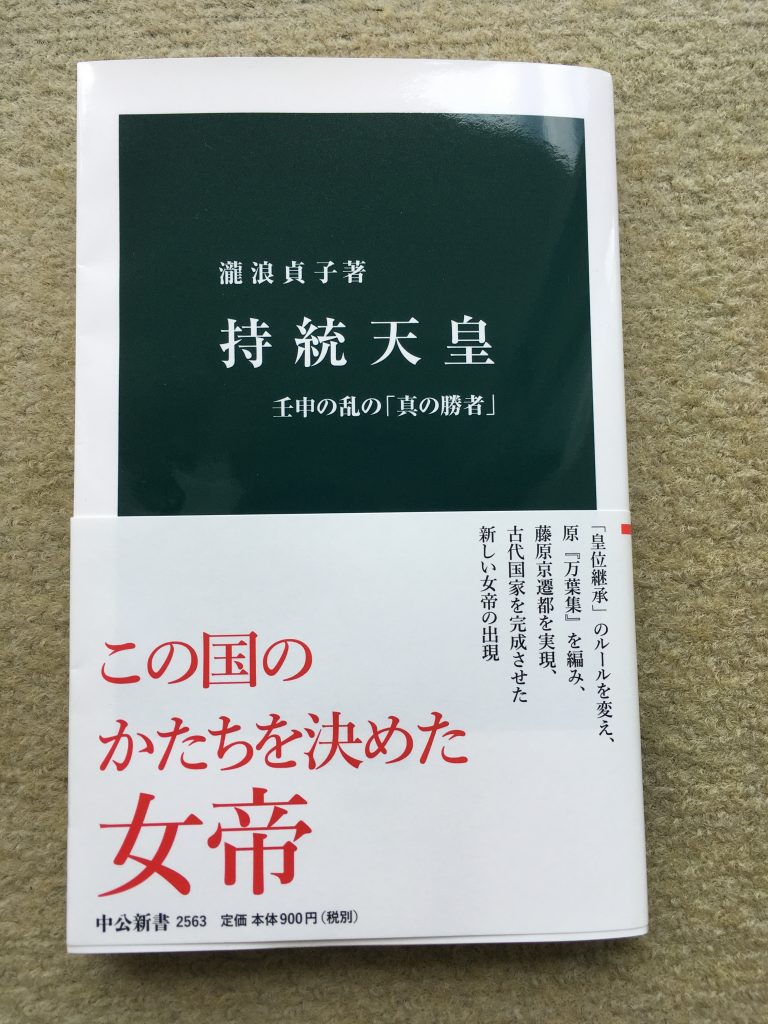 瀧浪貞子著
持統天皇
壬申の乱の「真の勝者」
「皇位継承」のルールを変え、
原『万葉集』を編み、
藤原京遷都を実現、
古代国家を完成させた
新しい女帝の出現
この国の
かたちを決めた
女帝
中公新書 2563 定価 本体900円(税別)